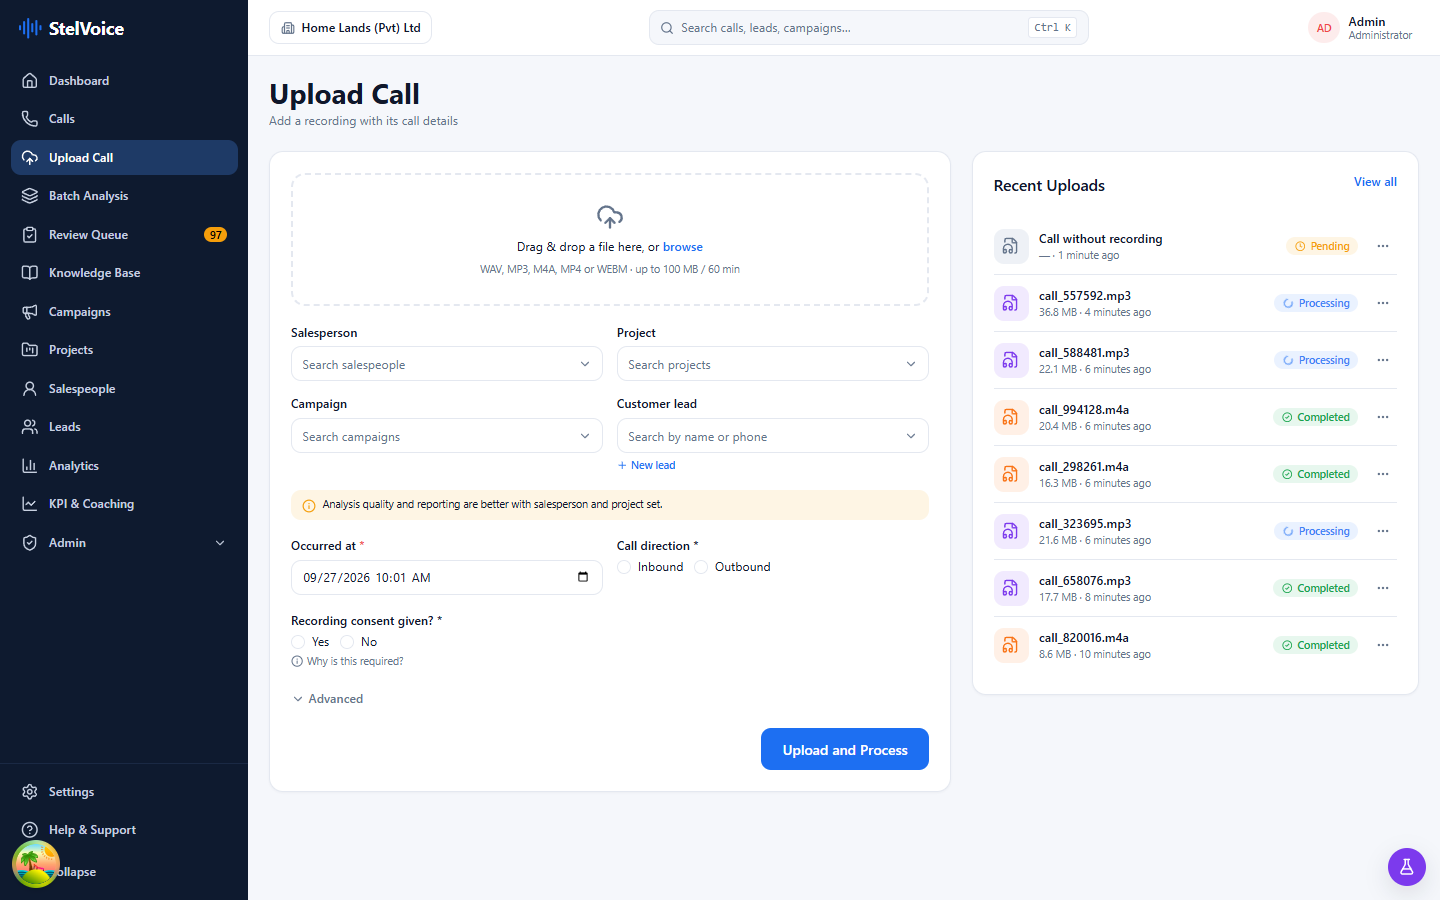 StelVoice
Home Lands (Pvt) Ltd
Search calls, leads, campaigns...
Ctrl K
AD
Admin
Administrator
Dashboard
Calls
Upload Call
Batch Analysis
Review Queue
97
Knowledge Base
Campaigns
Projects
Salespeople
Leads
Analytics
KPI & Coaching
Admin
Settings
Help & Support
ollapse
Upload Call
Add a recording with its call details
Drag & drop a file here, or browse
WAV, MP3, M4A, MP4 or WEBM · up to 100 MB / 60 min
Salesperson
Project
Search salespeople
Search projects
Campaign
Customer lead
Search campaigns
Search by name or phone
+ New lead
Analysis quality and reporting are better with salesperson and project set.
Occurred at *
Call direction *
09/27/2026 10:01 AM
Inbound
Outbound
Recording consent given? *
Yes
No
Why is this required?
Advanced
Upload and Process
Recent Uploads
View all
Call without recording
— · 1 minute ago
Pending
call_557592.mp3
36.8 MB · 4 minutes ago
Processing
call_588481.mp3
22.1 MB · 6 minutes ago
Processing
call_994128.m4a
20.4 MB · 6 minutes ago
Completed
call_298261.m4a
16.3 MB · 6 minutes ago
Completed
call_323695.mp3
21.6 MB · 6 minutes ago
Processing
call_658076.mp3
17.7 MB · 8 minutes ago
Completed
call_820016.m4a
8.6 MB · 10 minutes ago
Completed